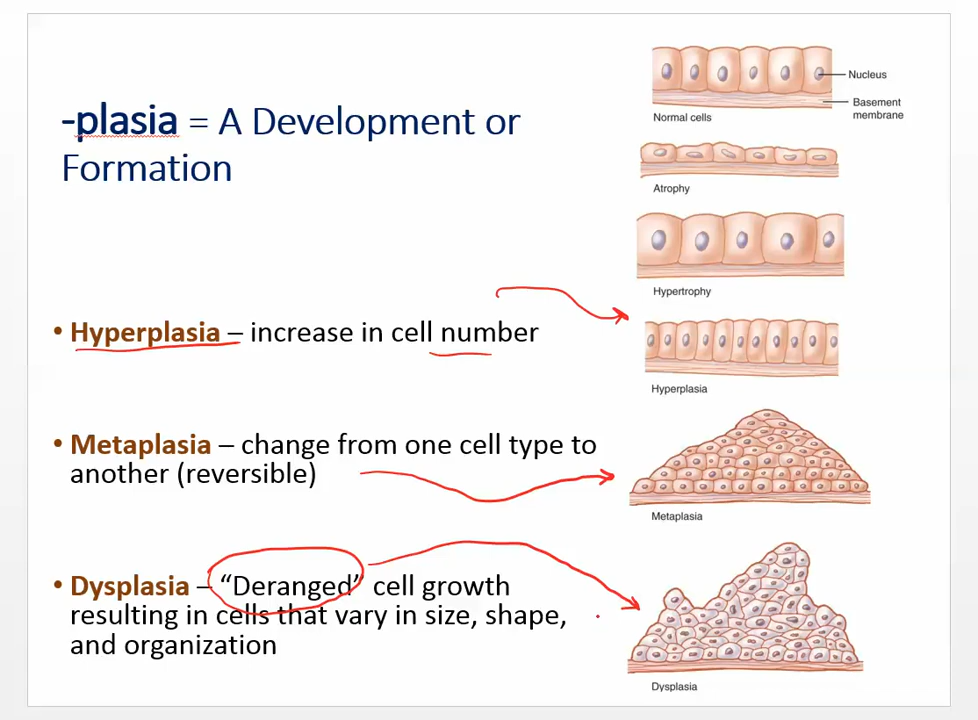 -plasia = A Development or
Formation
• Hyperplasia – increase in cell number
• Metaplasia – change from one cell type to
another (reversible)
• Dysplasia – “Deranged” cell growth
resulting in cells that vary in size, shape,
and organization
Nucleus
Basement
membrane
Normal cells
Atrophy
Hypertrophy
Hyperplasia
Metaplasia
Dysplasia